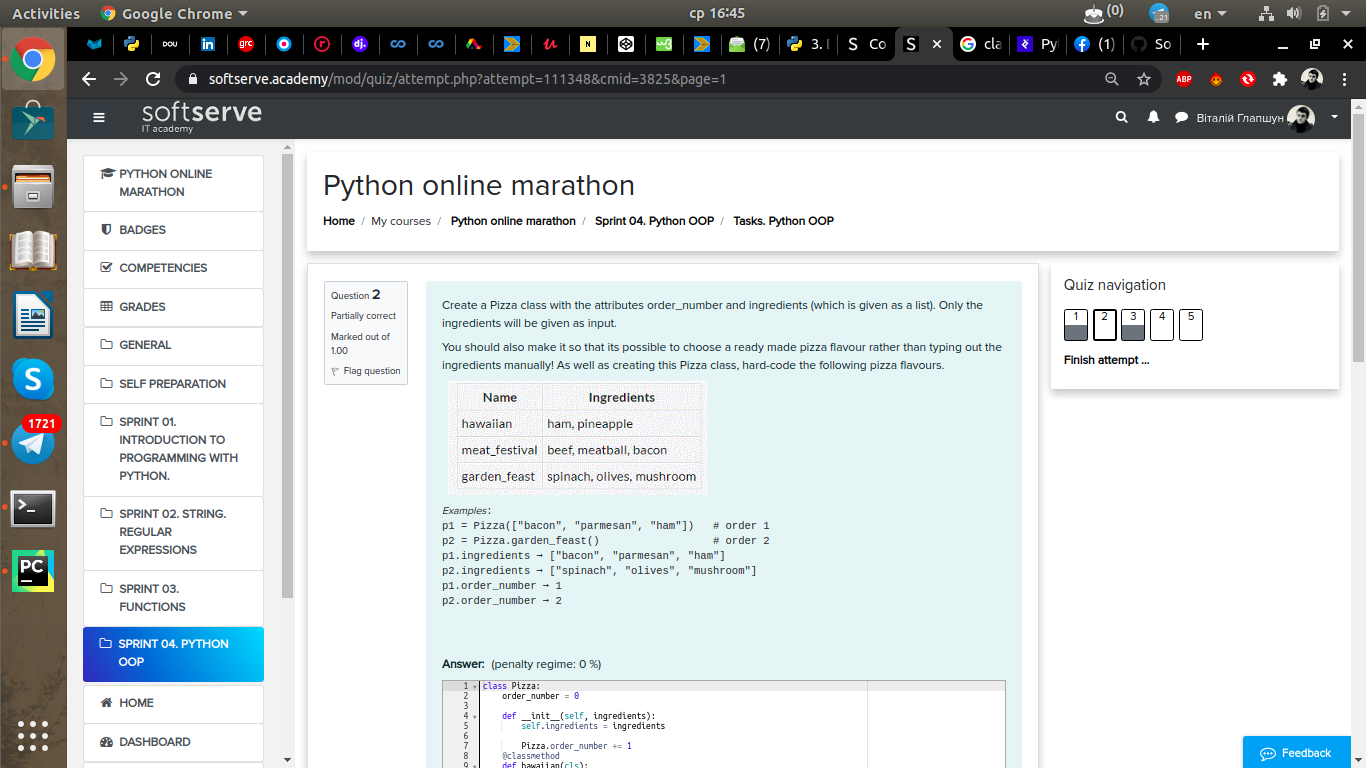 Activities
Google Chrome
ср 16:45
(0)
21
en
DOU
in
grc
r
dj.
u
N
(7)
3. [
S Co
S
cla
Py
(1)
So
softserve.academy/mod/quiz/attempt.php?attempt=111348&cmid=3825&page=1
ABP
softserve
IT academy
Віталій Глапшун
PYTHON ONLINE
MARATHON
BADGES
COMPETENCIES
GRADES
GENERAL
SELF PREPARATION
SPRINT 01.
INTRODUCTION TO
PROGRAMMING WITH
PYTHON.
SPRINT 02. STRING.
REGULAR
EXPRESSIONS
SPRINT 03.
FUNCTIONS
SPRINT 04. PYTHON
OOP
HOME
DASHBOARD
S
1721
PC
Python online marathon
Home / My courses / Python online marathon / Sprint 04. Python OOP / Tasks. Python OOP
Question 2
Partially correct
Marked out of
1.00
Flag question
Create a Pizza class with the attributes order_number and ingredients (which is given as a list). Only the
ingredients will be given as input.
You should also make it so that its possible to choose a ready made pizza flavour rather than typing out the
ingredients manually! As well as creating this Pizza class, hard-code the following pizza flavours.
Name Ingredients
hawaiian ham, pineapple
meat_festival beef, meatball, bacon
garden_feast spinach, olives, mushroom
Examples:
p1 = Pizza(["bacon", "parmesan", "ham"]) # order 1
p2 = Pizza.garden_feast() # order 2
p1.ingredients → ["bacon", "parmesan", "ham"]
p2.ingredients → ["spinach", "olives", "mushroom"]
p1.order_number → 1
p2.order_number → 2
Answer: (penalty regime: 0 %)
1 class Pizza:
2 order_number = 0
3
4 def __init__(self, ingredients):
5 self.ingredients = ingredients
6
7 Pizza.order_number += 1
8 @classmethod
9 def hawaiian(cls):
Quiz navigation
1 2 3 4 5
Finish attempt ...
Feedback